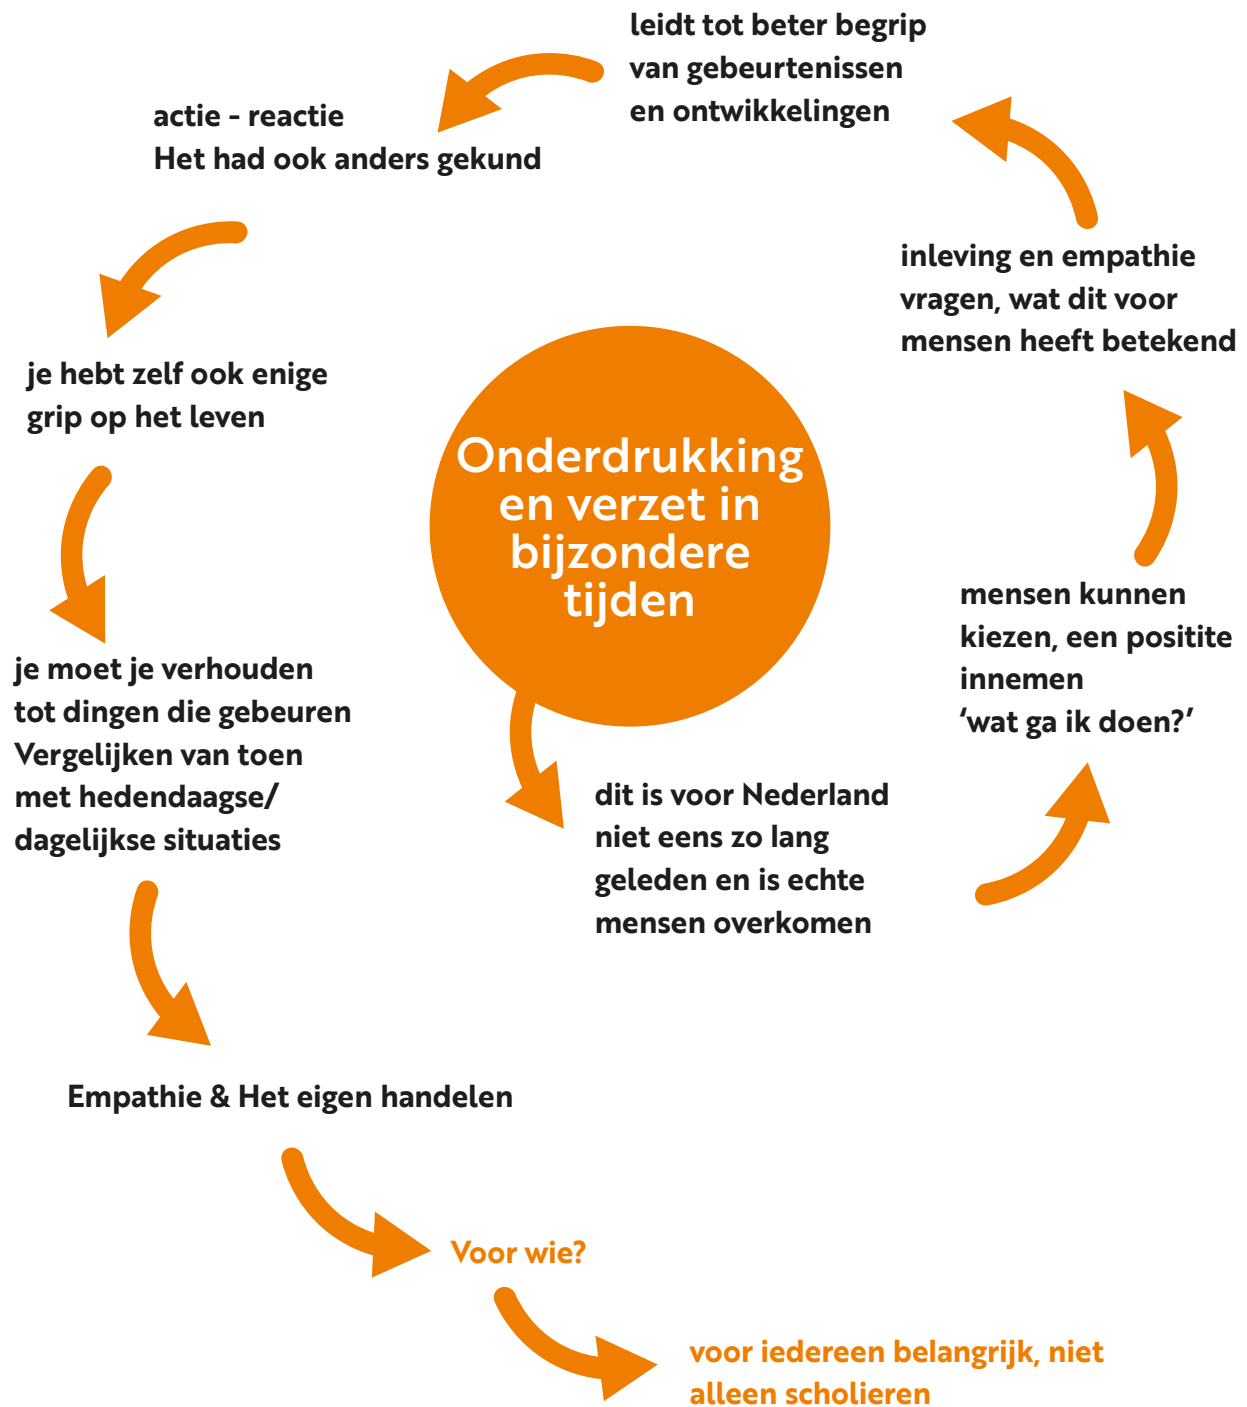 Onderdrukking
en verzet in
bijzondere
tijden
dit is voor Nederland
niet eens zo lang
geleden en is echte
mensen overkomen
mensen kunnen
kiezen, een positite
innemen
‘wat ga ik doen?’
inleving en empathie
vragen, wat dit voor
mensen heeft betekend
leidt tot beter begrip
van gebeurtenissen
en ontwikkelingen
actie - reactie
Het had ook anders gekund
je hebt zelf ook enige
grip op het leven
je moet je verhouden
tot dingen die gebeuren
Vergelijken van toen
met hedendaagse/
dagelijkse situaties
Empathie & Het eigen handelen
Voor wie?
voor iedereen belangrijk, niet
alleen scholieren